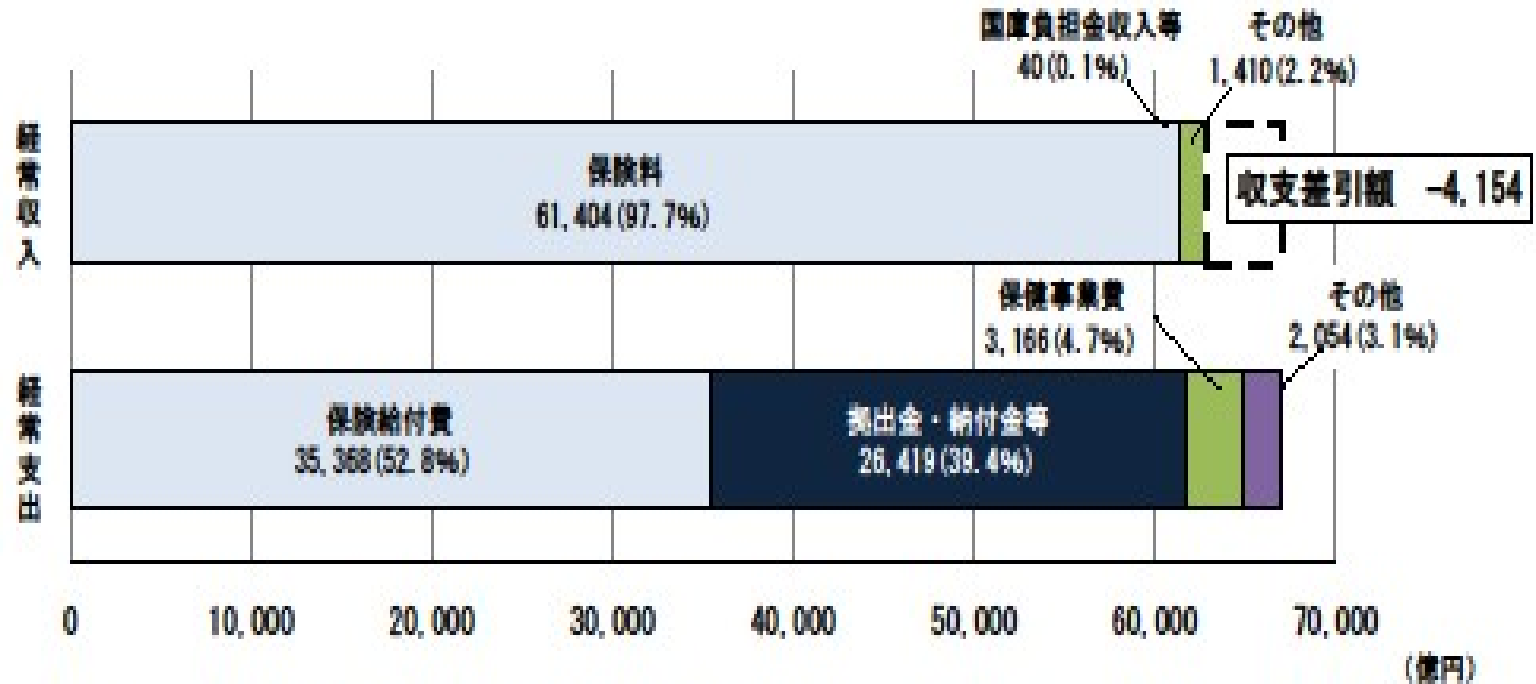 国庫負担金収入等 その他
40(0.1%) 1,410(2.2%)
経常収入
保険料
61,404(97.7%)
収支差引額 -4,154
保健事業費 その他
3,166(4.7%) 2,054(3.1%)
経常支出
保険給付費
35,368(52.8%)
拠出金・納付金等
26,419(39.4%)
0 10,000 20,000 30,000 40,000 50,000 60,000 70,000
(億円)